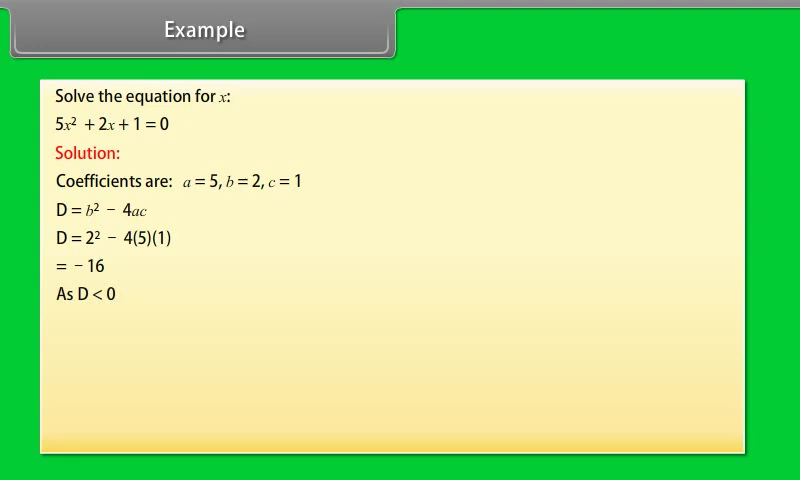 Example
Solve the equation for x:
5x² + 2x + 1 = 0
Solution:
Coefficients are: a = 5, b = 2, c = 1
D = b² − 4ac
D = 2² − 4(5)(1)
= − 16
As D < 0